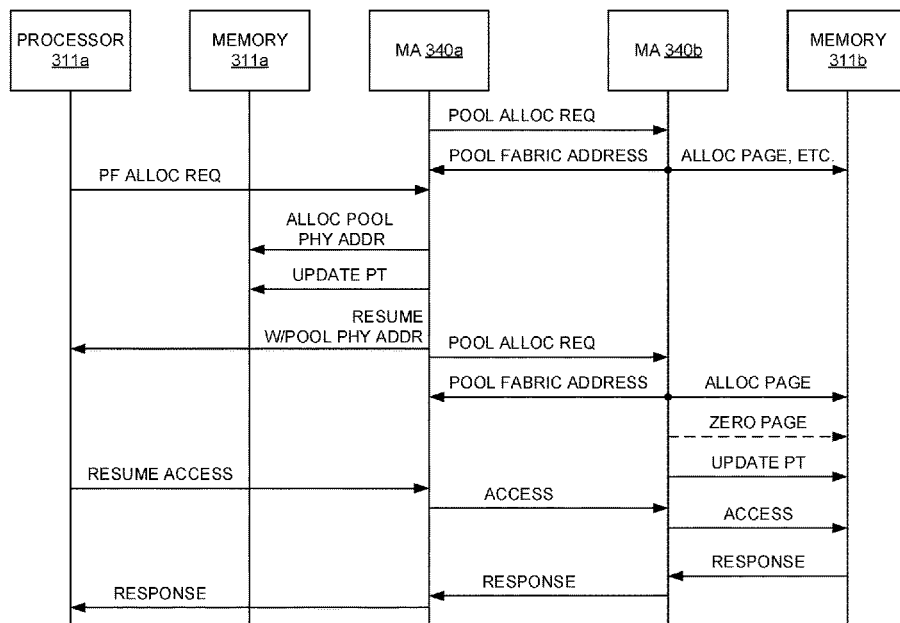 PROCESSOR
311a
MEMORY
311a
MA 340a
MA 340b
MEMORY
311b
POOL ALLOC REQ
POOL FABRIC ADDRESS
ALLOC PAGE, ETC.
PF ALLOC REQ
ALLOC POOL
PHY ADDR
UPDATE PT
RESUME
W/POOL PHY ADDR
POOL ALLOC REQ
POOL FABRIC ADDRESS
ALLOC PAGE
ZERO PAGE
UPDATE PT
RESUME ACCESS
ACCESS
ACCESS
RESPONSE
RESPONSE
RESPONSE